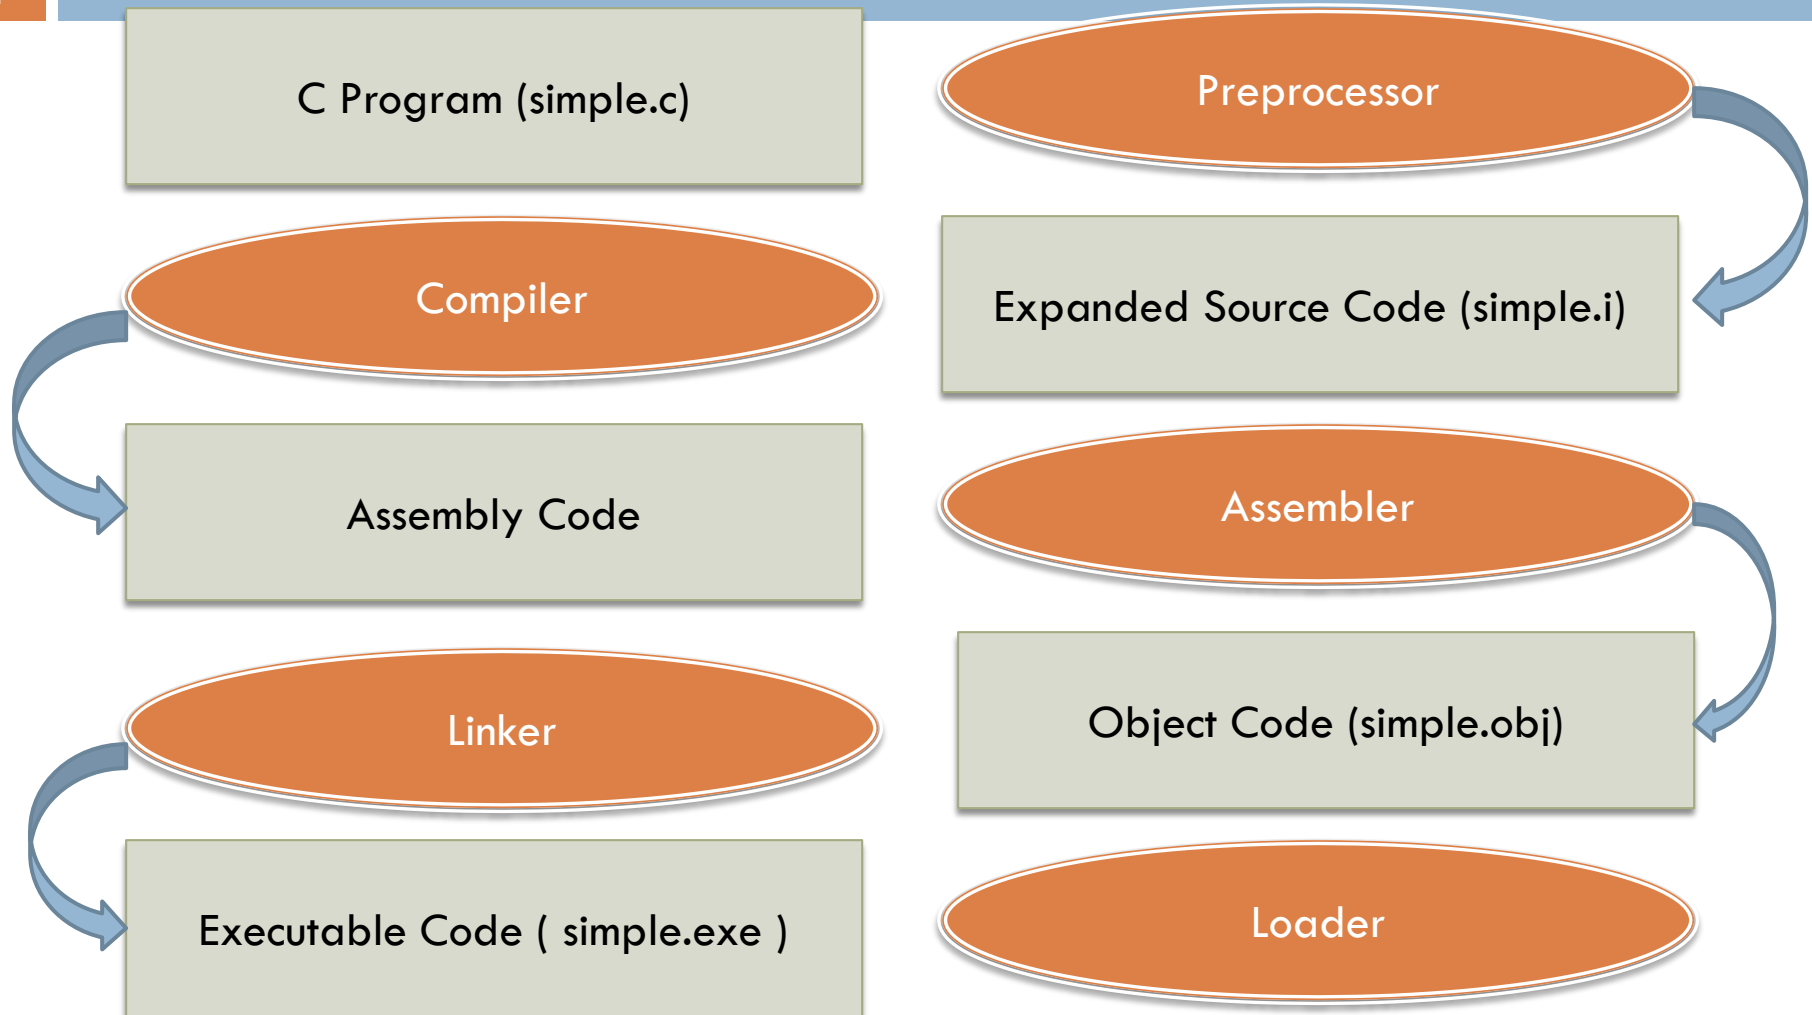 C Program (simple.c)
Preprocessor
Compiler
Expanded Source Code (simple.i)
Assembly Code
Assembler
Linker
Object Code (simple.obj)
Executable Code ( simple.exe )
Loader